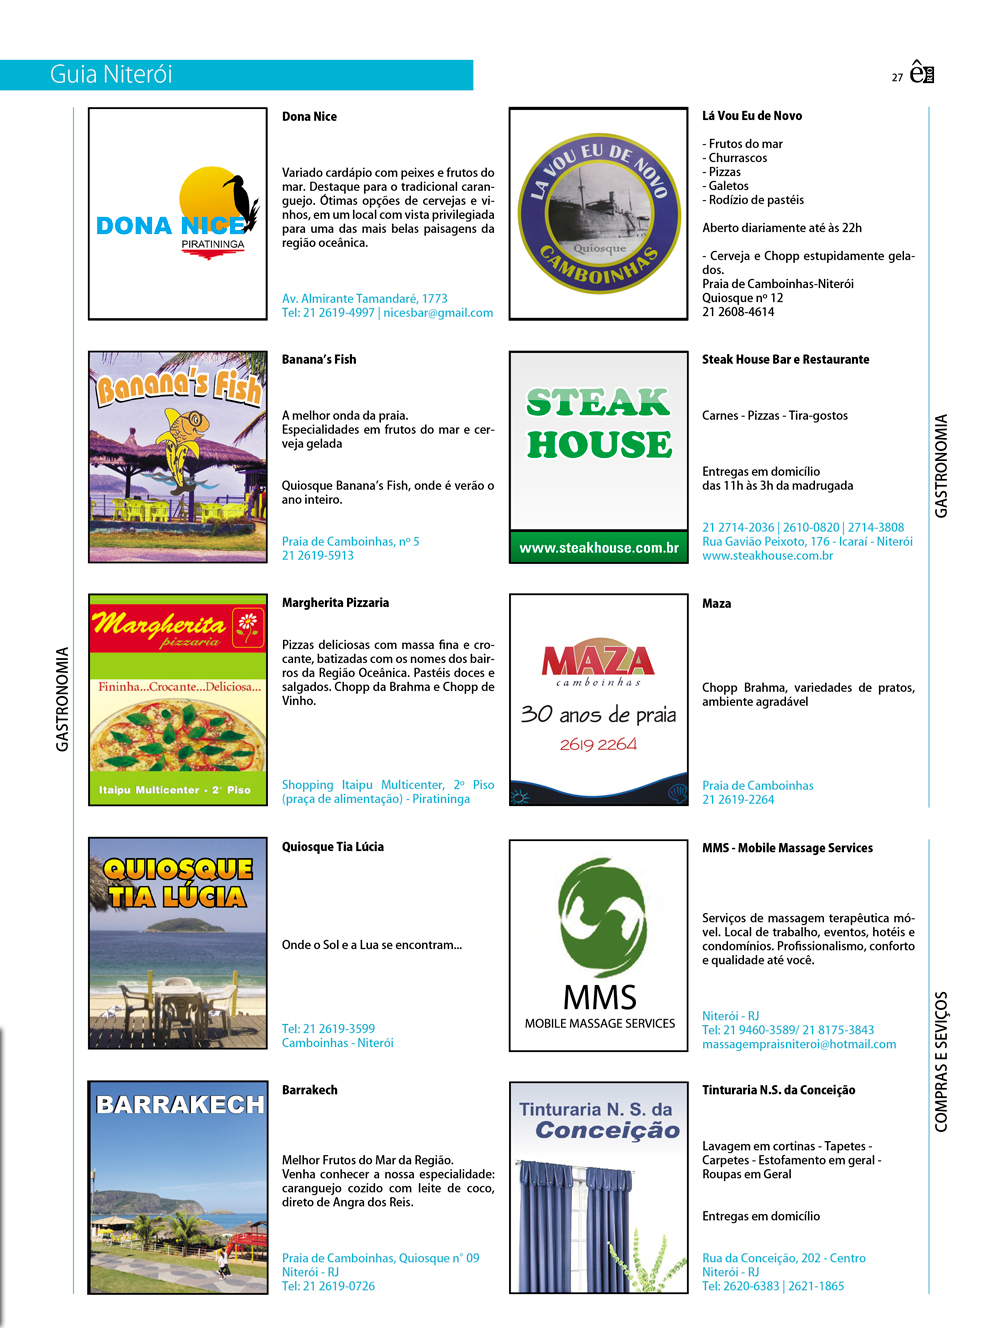 Guia Niterói
27 ê
GASTRONOMIA
DONA NICE
PIRATININGA
Dona Nice
Variado cardápio com peixes e frutos do
mar. Destaque para o tradicional caran-
guejo. Ótimas opções de cervejas e vi-
nhos, em um local com vista privilegiada
para uma das mais belas paisagens da
região oceânica.
Av. Almirante Tamandaré, 1773
Tel: 21 2619-4997 | nicesbar@gmail.com
Banana's Fish
Banana's Fish
A melhor onda da praia.
Especialidades em frutos do mar e cer-
veja gelada
Quiosque Banana's Fish, onde é verão o
ano inteiro.
Praia de Camboinhas, nº 5
21 2619-5913
Margherita
pizzaria
Fininha...Crocante...Deliciosa...
Itaipu Multicenter - 2º Piso
Margherita Pizzaria
Pizzas deliciosas com massa fina e cro-
cante, batizadas com os nomes dos bair-
ros da Região Oceânica. Pastéis doces e
salgados. Chopp da Brahma e Chopp de
Vinho.
Shopping Itaipu Multicenter, 2º Piso
(praça de alimentação) - Piratininga
QUIOSQUE
TIA LÚCIA
Quiosque Tia Lúcia
Onde o Sol e a Lua se encontram...
Tel: 21 2619-3599
Camboinhas - Niterói
BARRAKECH
Barrakech
Melhor Frutos do Mar da Região.
Venha conhecer a nossa especialidade:
caranguejo cozido com leite de coco,
direto de Angra dos Reis.
Praia de Camboinhas, Quiosque n° 09
Niterói - RJ
Tel: 21 2619-0726
LÁ VOU EU DE NOVO
Quiosque
CAMBOINHAS
Lá Vou Eu de Novo
- Frutos do mar
- Churrascos
- Pizzas
- Galetos
- Rodízio de pastéis
Aberto diariamente até às 22h
- Cerveja e Chopp estupidamente gela-
dos.
Praia de Camboinhas-Niterói
Quiosque nº 12
21 2608-4614
STEAK
HOUSE
www.steakhouse.com.br
Steak House Bar e Restaurante
Carnes - Pizzas - Tira-gostos
Entregas em domicílio
das 11h às 3h da madrugada
21 2714-2036 | 2610-0820 | 2714-3808
Rua Gavião Peixoto, 176 - Icaraí - Niterói
www.steakhouse.com.br
GASTRONOMIA
MAZA
camboinhas
30 anos de praia
2619 2264
Maza
Chopp Brahma, variedades de pratos,
ambiente agradável
Praia de Camboinhas
21 2619-2264
MMS
MOBILE MASSAGE SERVICES
MMS - Mobile Massage Services
Serviços de massagem terapêutica mó-
vel. Local de trabalho, eventos, hotéis e
condomínios. Profissionalismo, conforto
e qualidade até você.
Niterói - RJ
Tel: 21 9460-3589/ 21 8175-3843
massagempraisniteroi@hotmail.com
COMPRAS E SEVIÇOS
Tinturaria N. S. da
Conceição
Tinturaria N.S. da Conceição
Lavagem em cortinas - Tapetes -
Carpetes - Estofamento em geral -
Roupas em Geral
Entregas em domicílio
Rua da Conceição, 202 - Centro
Niterói - RJ
Tel: 2620-6383 | 2621-1865